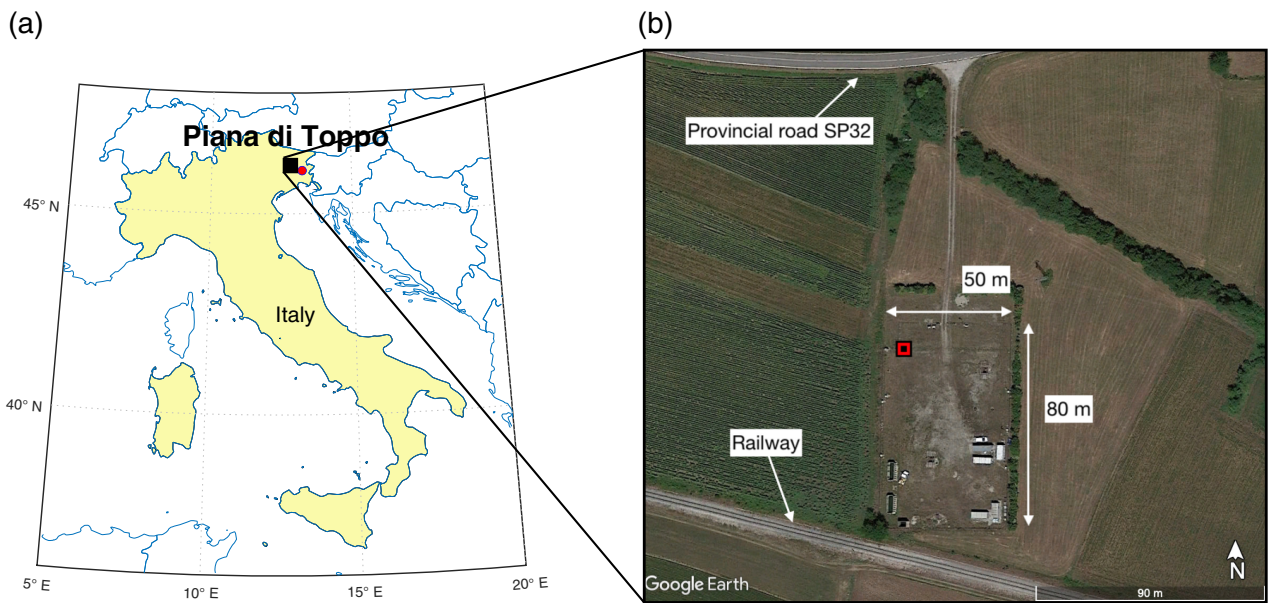 (a)
(b)
Piana di Toppo
Provincial road SP32
45° N
50 m
Italy
40° N
80 m
Railway
5° E
10° E
15° E
20° E
Google Earth
N
90 m